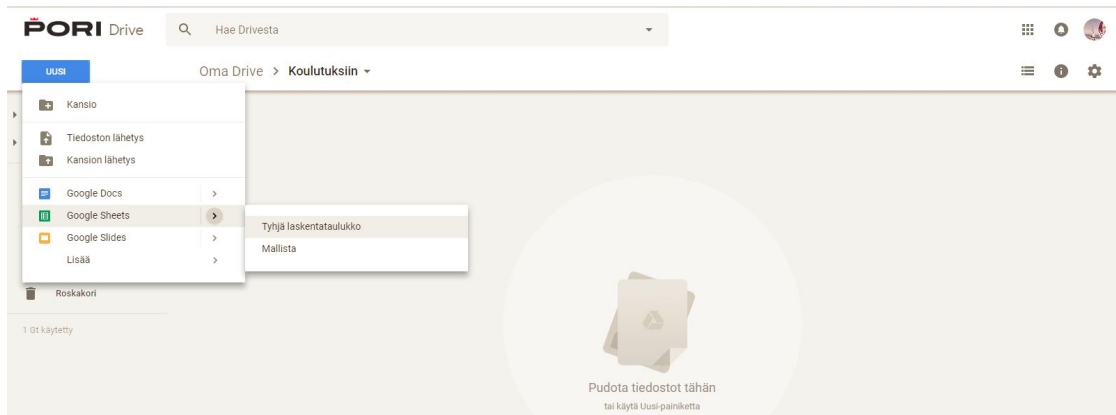 PORI Drive
Hae Drivesta
UUSI
Oma Drive > Koulutuksiin
Kansio
Tiedoston lähetys
Kansion lähetys
Google Docs
Google Sheets
Google Slides
Lisää
Tyhjä laskentataulukko
Mallista
Roskakori
1 Gt käytetty
Pudota tiedostot tähän
tai käytä Uusi-painiketta